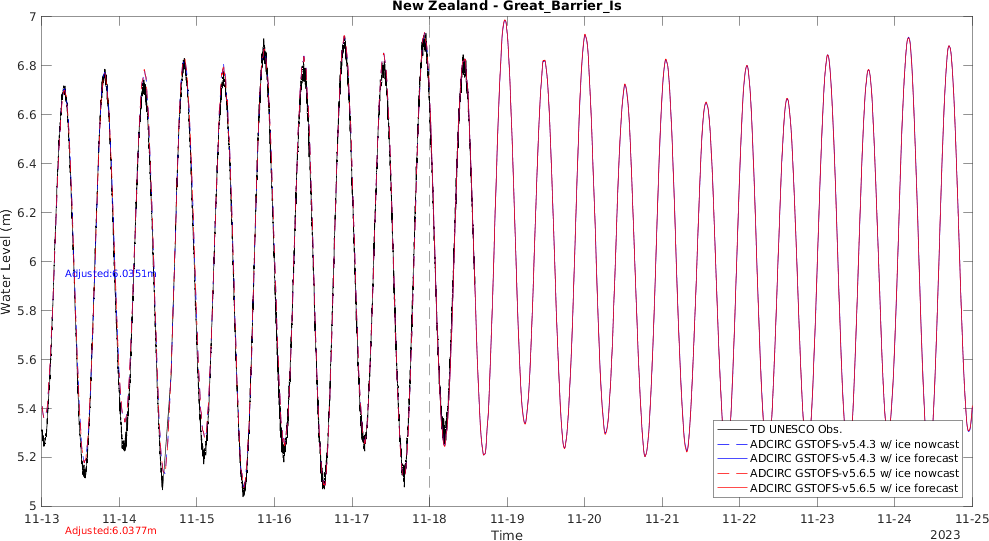 New Zealand - Great_Barrier_Is
7
6.8
6.6
6.4
6.2
6
5.8
5.6
5.4
5.2
5
Water Level (m)
Adjusted:6.0351m
TD UNESCO Obs.
ADCIRC GSTOFS-v5.4.3 w/ ice nowcast
ADCIRC GSTOFS-v5.4.3 w/ ice forecast
ADCIRC GSTOFS-v5.6.5 w/ ice nowcast
ADCIRC GSTOFS-v5.6.5 w/ ice forecast
11-13 11-14 11-15 11-16 11-17 11-18 11-19 11-20 11-21 11-22 11-23 11-24 11-25
Adjusted:6.0377m
Time
2023